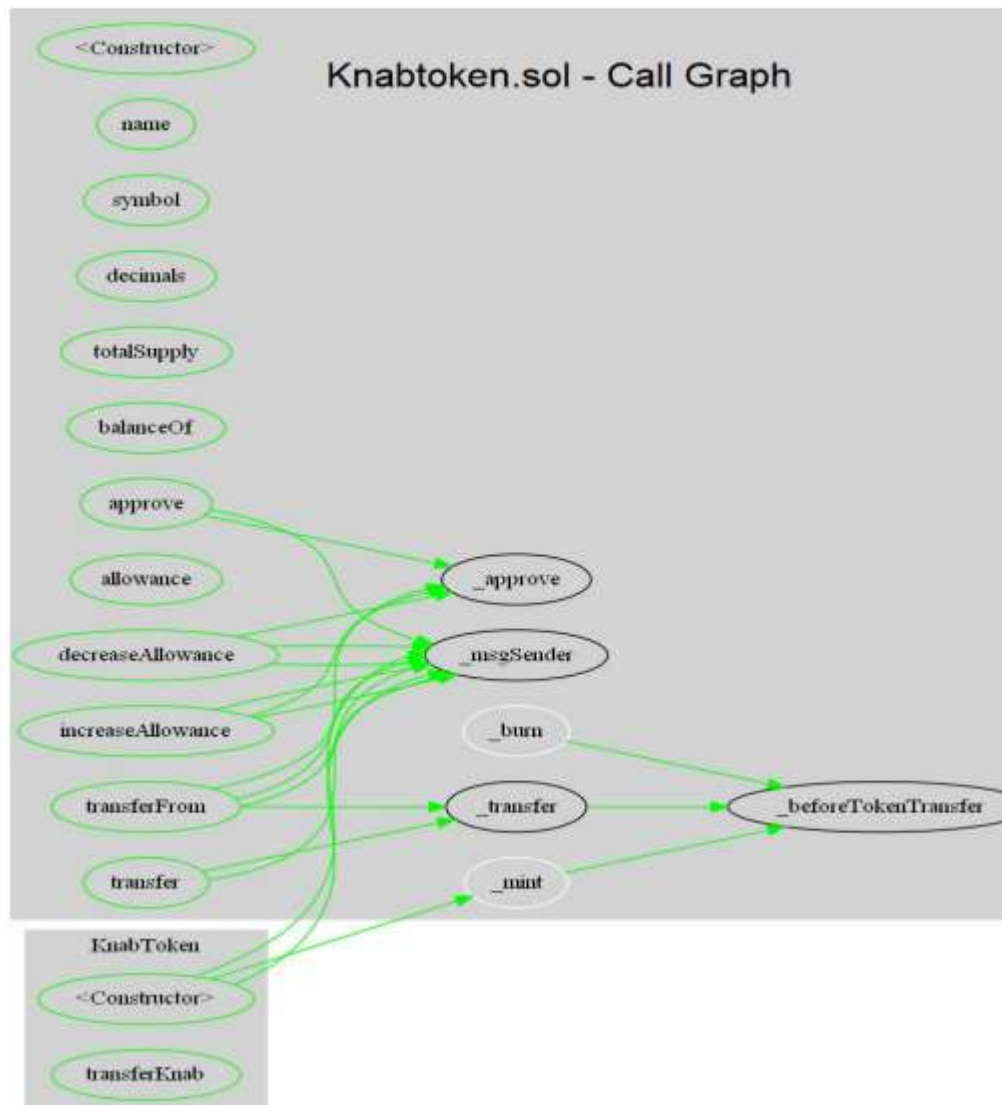 <Constructor>
Knabtoken.sol - Call Graph
name
symbol
decimals
totalSupply
balanceOf
approve
allowance
_approve
decreaseAllowance
_msgSender
increaseAllowance
_burn
transferFrom
_transfer
_beforeTokenTransfer
transfer
_mint
KnabToken
<Constructor>
transferKnab